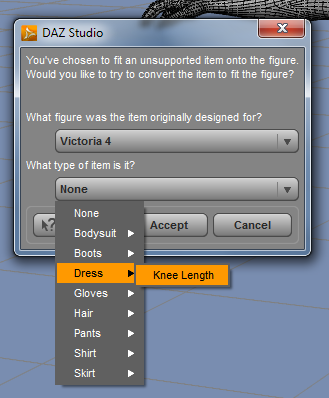 DAZ Studio
You've chosen to fit an unsupported item onto the figure.
Would you like to try to convert the item to fit the figure?
What figure was the item originally designed for?
Victoria 4
What type of item is it?
None
?
Accept
Cancel
None
Bodysuit
Boots
Dress
Knee Length
Gloves
Hair
Pants
Shirt
Skirt